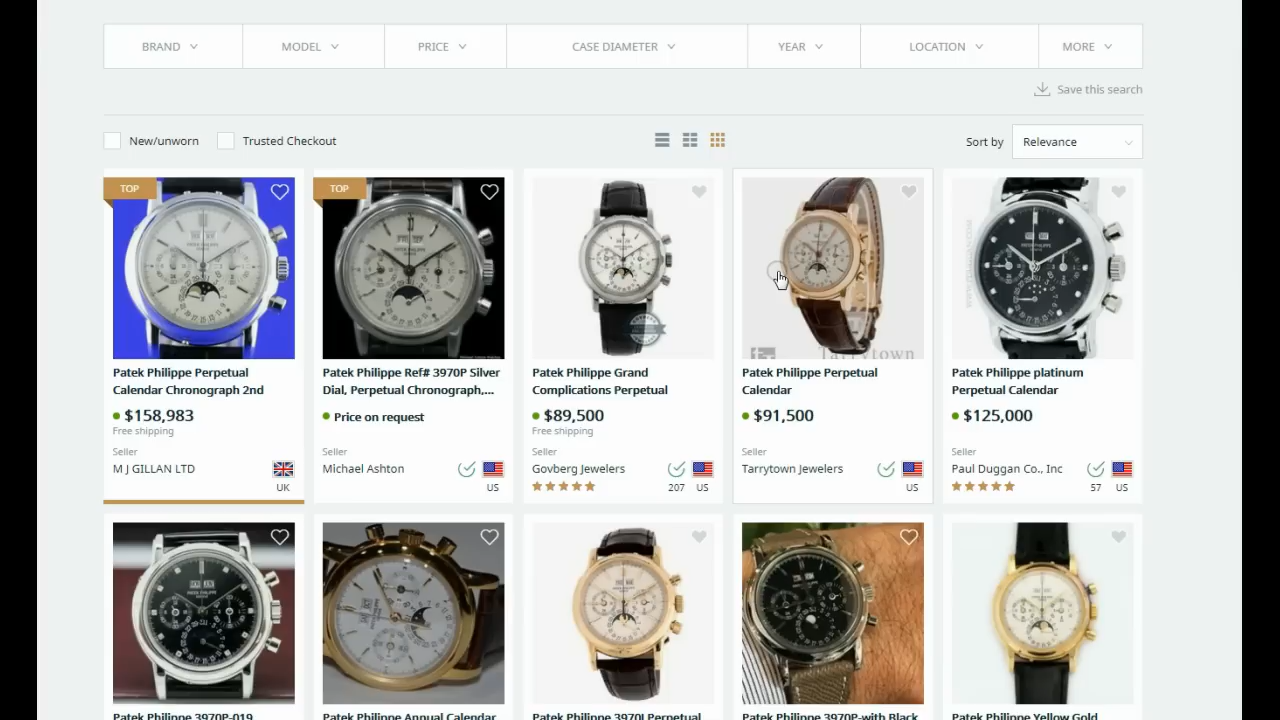 BRAND MODEL PRICE CASE DIAMETER YEAR LOCATION MORE
Save this search
New/unworn Trusted Checkout Sort by Relevance
TOP
TOP
Tarrytown
Patek Philippe Perpetual
Calendar Chronograph 2nd
$158,983
Free shipping
Seller
M J GILLAN LTD
UK
Patek Philippe Ref# 3970P Silver
Dial, Perpetual Chronograph,...
Price on request
Seller
Michael Ashton
US
Patek Philippe Grand
Complications Perpetual
$89,500
Free shipping
Seller
Govberg Jewelers
207 US
Patek Philippe Perpetual
Calendar
$91,500
Seller
Tarrytown Jewelers
US
Patek Philippe platinum
Perpetual Calendar
$125,000
Seller
Paul Duggan Co., Inc
57 US
Patek Philippe 3970P-019
Patek Philippe Annual Calendar
Patek Philippe 3970J Perpetual
Patek Philippe 3970P-with Black
Patek Philippe Yellow Gold